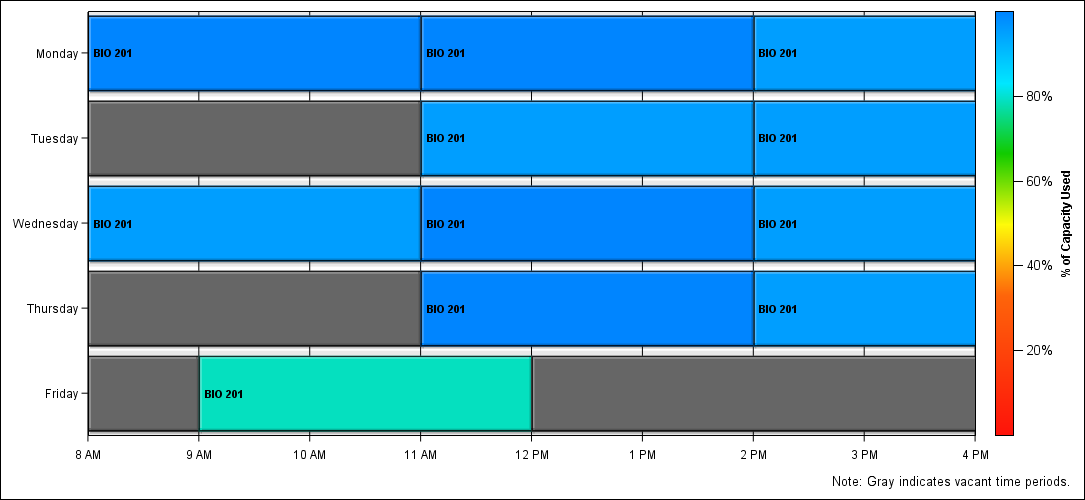 Monday
BIO 201
BIO 201
BIO 201
Tuesday
BIO 201
BIO 201
Wednesday
BIO 201
BIO 201
BIO 201
Thursday
BIO 201
BIO 201
Friday
BIO 201
8 AM
9 AM
10 AM
11 AM
12 PM
1 PM
2 PM
3 PM
4 PM
80%
60%
40%
20%
% of Capacity Used
Note: Gray indicates vacant time periods.